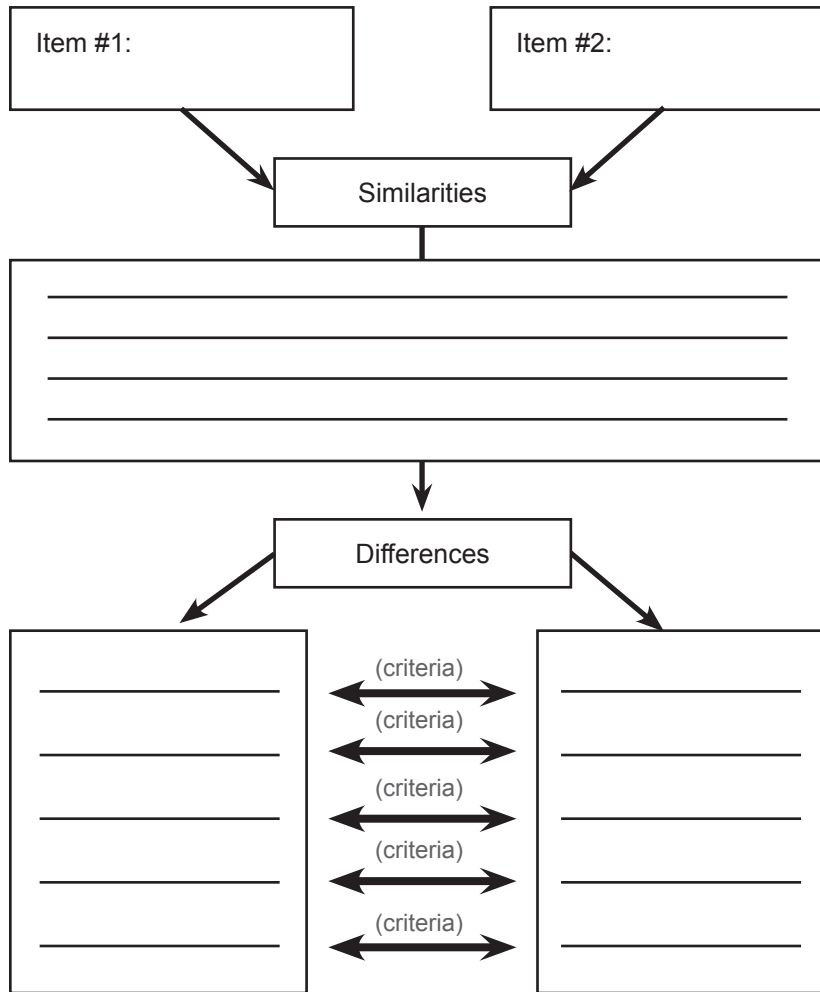 Item #1:
Item #2:
Similarities
Differences
(criteria)
(criteria)
(criteria)
(criteria)
(criteria)